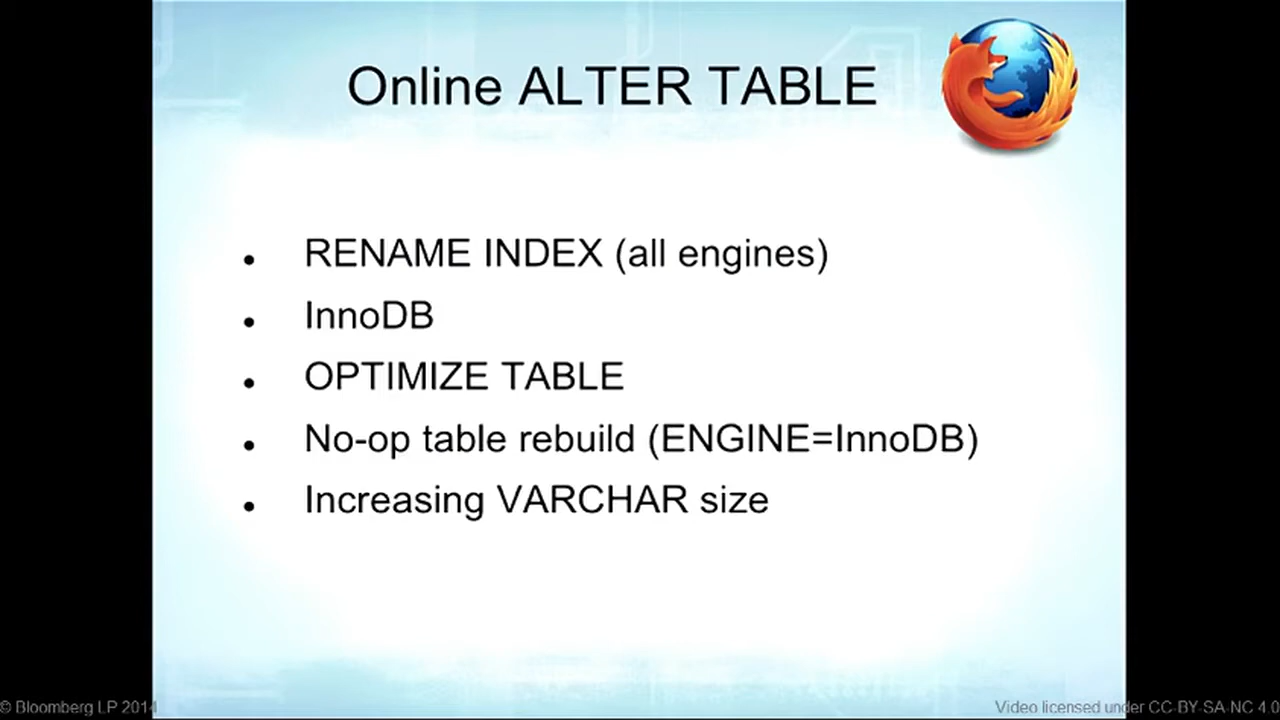 Online ALTER TABLE
• RENAME INDEX (all engines)
• InnoDB
• OPTIMIZE TABLE
• No-op table rebuild (ENGINE=InnoDB)
• Increasing VARCHAR size
© Bloomberg LP 2014
Video licensed under CC-BY-SA-NC 4.0